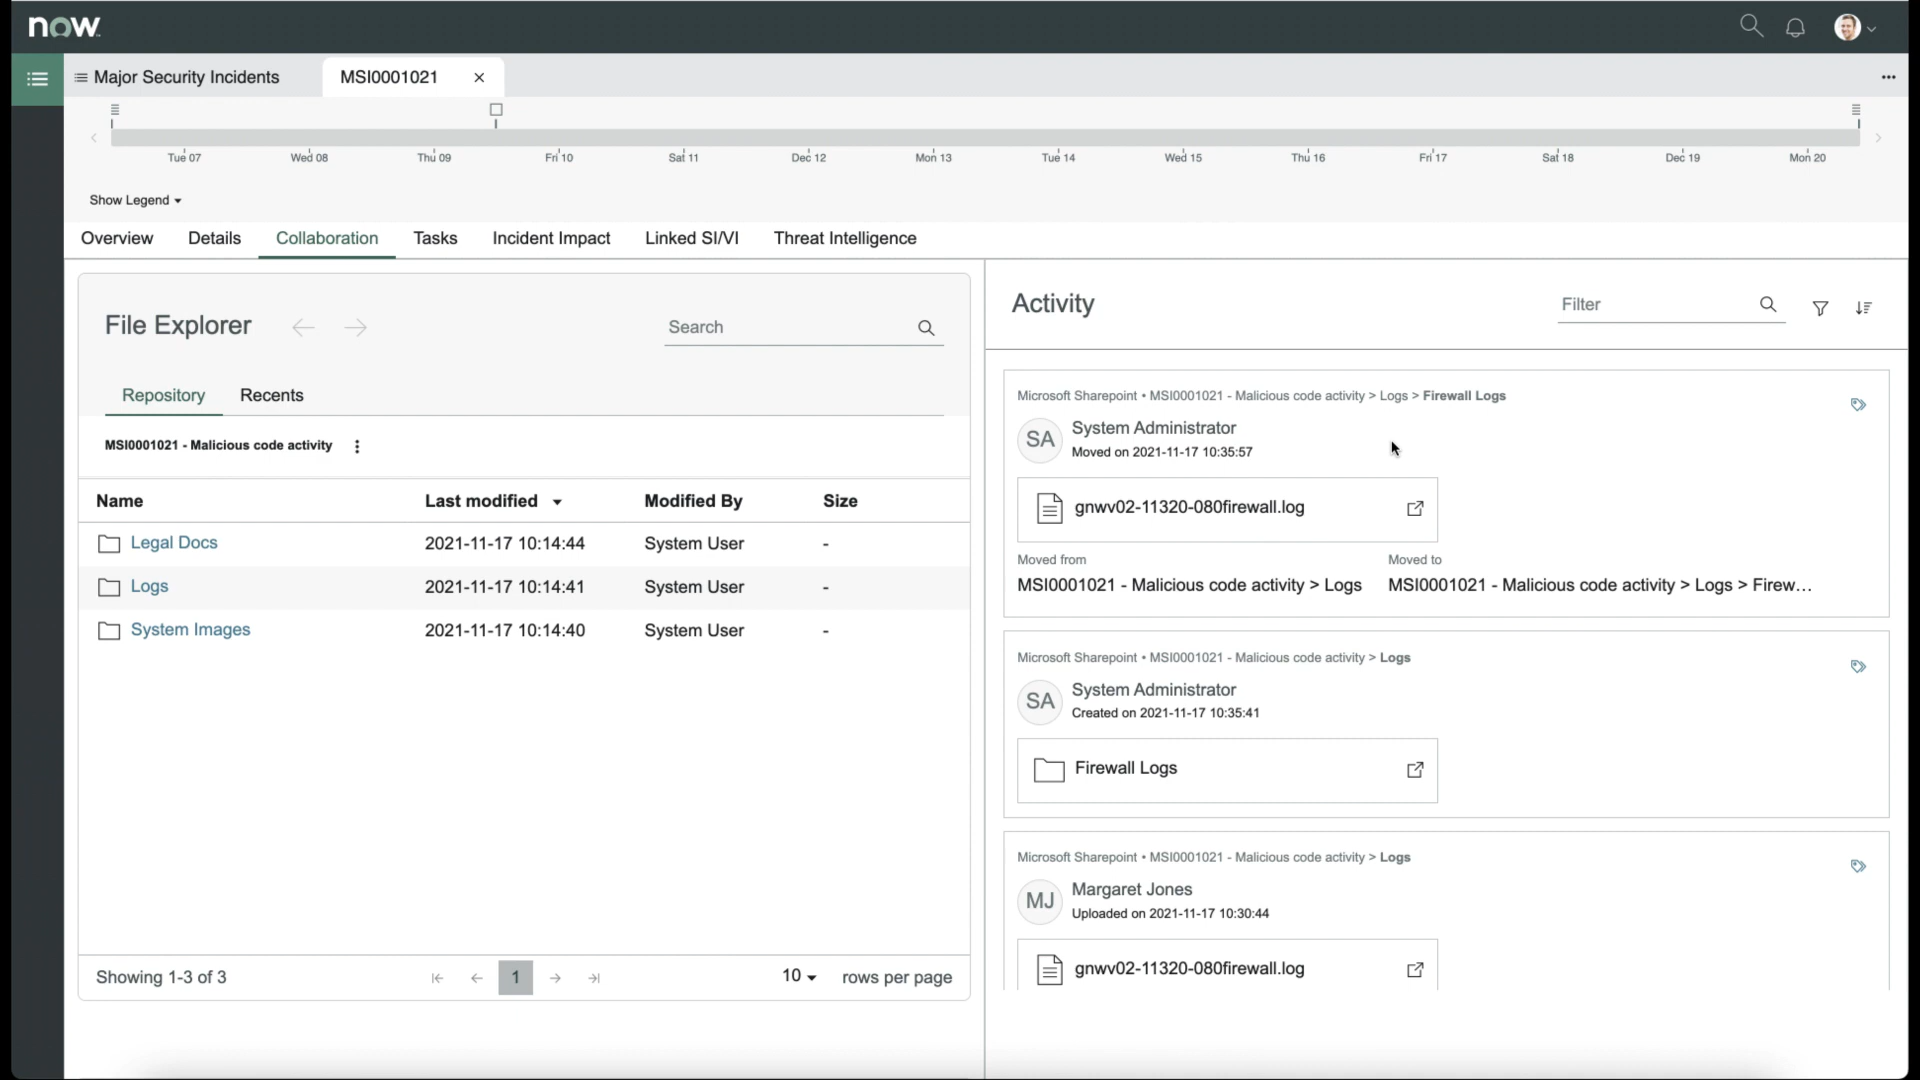 now
Major Security Incidents
MSI0001021
Tue 07 Wed 08 Thu 09 Fri 10 Sat 11 Dec 12 Mon 13 Tue 14 Wed 15 Thu 16 Fri 17 Sat 18 Dec 19 Mon 20
Show Legend
Overview Details Collaboration Tasks Incident Impact Linked SI/VI Threat Intelligence
File Explorer
Search
Repository Recents
MSI0001021 - Malicious code activity
Name Last modified Modified By Size
Legal Docs 2021-11-17 10:14:44 System User -
Logs 2021-11-17 10:14:41 System User -
System Images 2021-11-17 10:14:40 System User -
Showing 1-3 of 3
1
10 rows per page
Activity
Filter
Microsoft Sharepoint • MSI0001021 - Malicious code activity > Logs > Firewall Logs
SA
System Administrator
Moved on 2021-11-17 10:35:57
gnwv02-11320-080firewall.log
Moved from Moved to
MSI0001021 - Malicious code activity > Logs MSI0001021 - Malicious code activity > Logs > Firew...
Microsoft Sharepoint • MSI0001021 - Malicious code activity > Logs
SA
System Administrator
Created on 2021-11-17 10:35:41
Firewall Logs
Microsoft Sharepoint • MSI0001021 - Malicious code activity > Logs
MJ
Margaret Jones
Uploaded on 2021-11-17 10:30:44
gnwv02-11320-080firewall.log